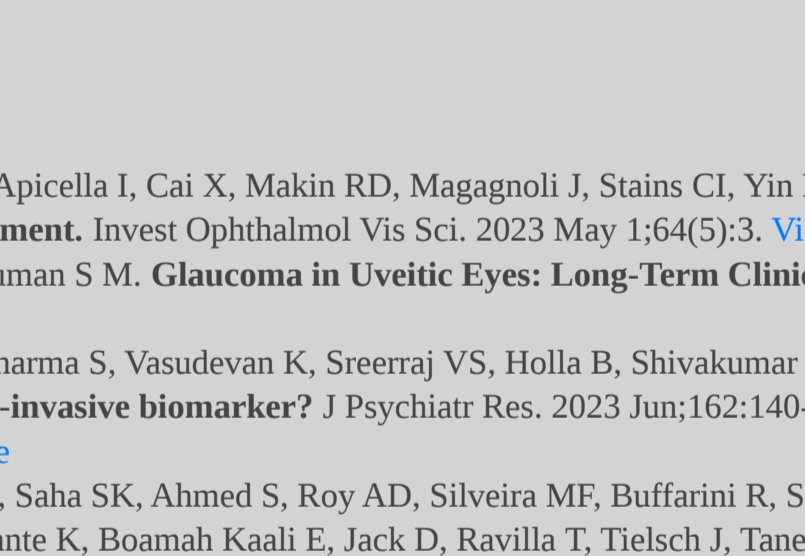 Apicella I, Cai X, Makin RD, Magagnoli J, Stains CI, Yin
ment. Invest Ophthalmol Vis Sci. 2023 May 1;64(5):3. Vi
uman S M. Glaucoma in Uveitic Eyes: Long-Term Clinic
harma S, Vasudevan K, Sreerraj VS, Holla B, Shivakumar
-invasive biomarker? J Psychiatr Res. 2023 Jun;162:140-
e
, Saha SK, Ahmed S, Roy AD, Silveira MF, Buffarini R, S
ante K, Boamah Kaali E, Jack D, Ravilla T, Tielsch J, Tane